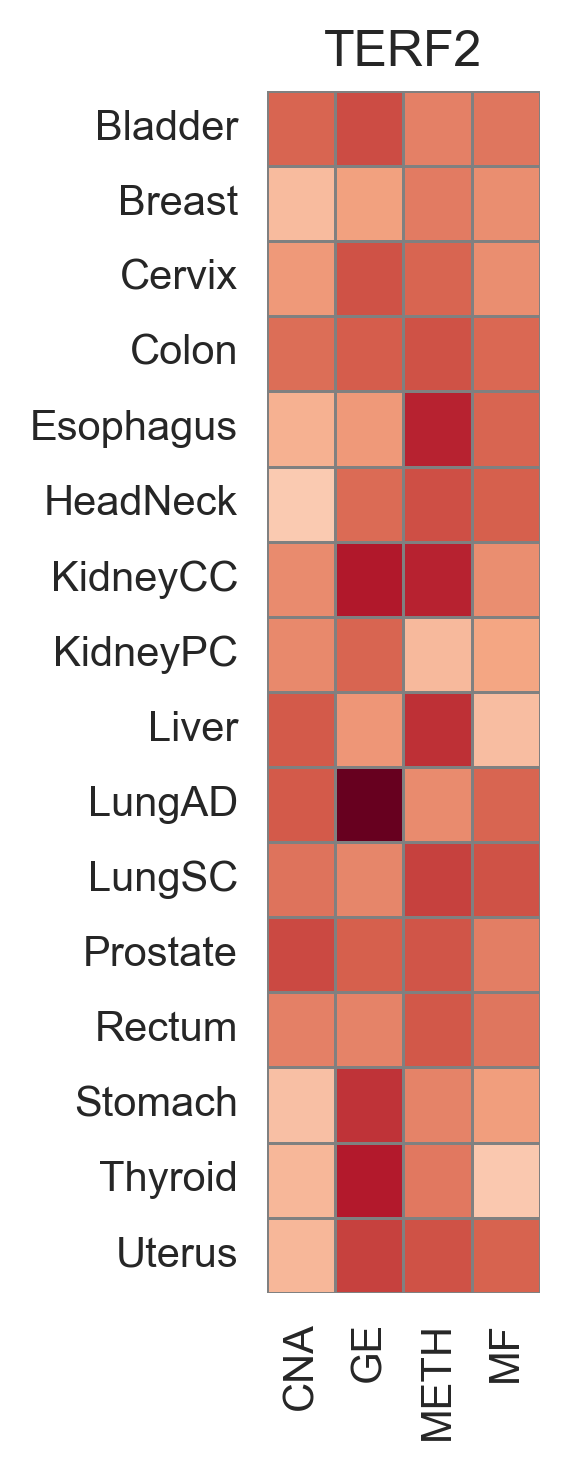 TERF2
Bladder
Breast
Cervix
Colon
Esophagus
HeadNeck
KidneyCC
KidneyPC
Liver
LungAD
LungSC
Prostate
Rectum
Stomach
Thyroid
Uterus
CNA
GE
METH
MF